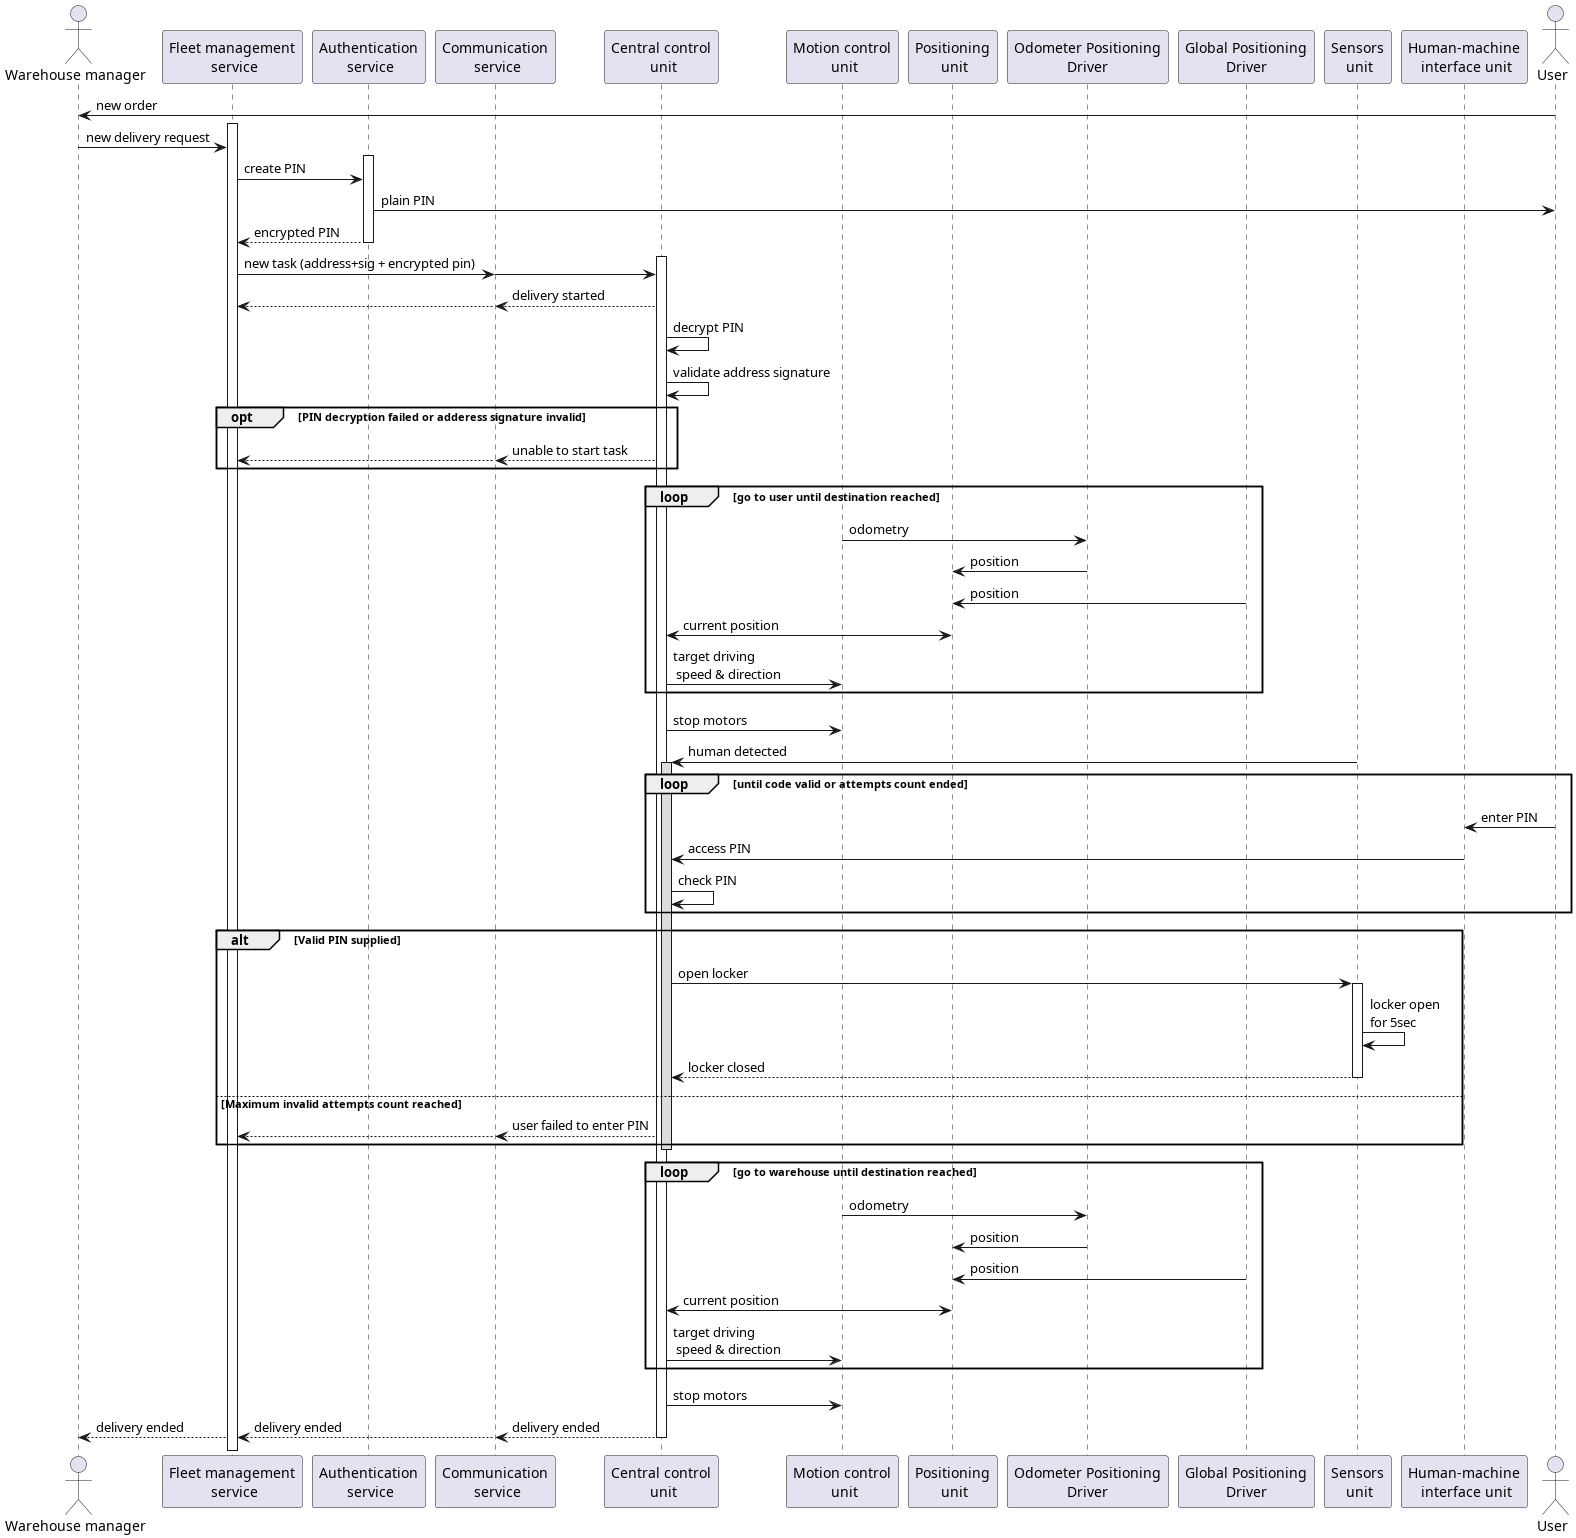 Warehouse manager
Fleet management
service
Authentication
service
Communication
service
Central control
unit
Motion control
unit
Positioning
unit
Odometer Positioning
Driver
Global Positioning
Driver
Sensors
unit
Human-machine
interface unit
User
new order
new delivery request
create PIN
plain PIN
encrypted PIN
new task (address+sig + encrypted pin)
delivery started
decrypt PIN
validate address signature
opt [PIN decryption failed or adderess signature invalid]
unable to start task
loop [go to user until destination reached]
odometry
position
position
current position
target driving
speed & direction
stop motors
human detected
loop [until code valid or attempts count ended]
enter PIN
access PIN
check PIN
alt [Valid PIN supplied]
open locker
locker open
for 5sec
locker closed
[Maximum invalid attempts count reached]
user failed to enter PIN
loop [go to warehouse until destination reached]
odometry
position
position
current position
target driving
speed & direction
stop motors
delivery ended delivery ended delivery ended
Warehouse manager
Fleet management
service
Authentication
service
Communication
service
Central control
unit
Motion control
unit
Positioning
unit
Odometer Positioning
Driver
Global Positioning
Driver
Sensors
unit
Human-machine
interface unit
User